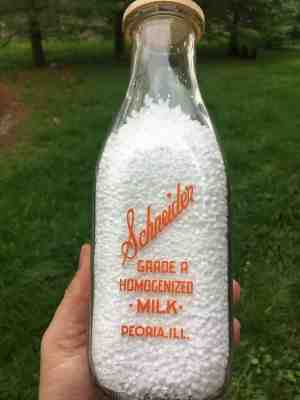 Schneider
GRADE A
HOMOGENIZED
·MILK·
PEORIA, ILL.